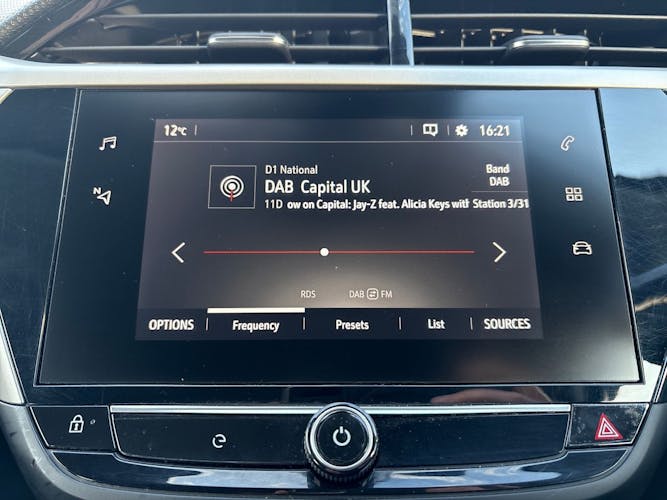 12°C 16:21
D1 National Band
DAB Capital UK DAB
11D ow on Capital: Jay-Z feat. Alicia Keys with Station 3/31
N
RDS DAB FM
OPTIONS Frequency Presets List SOURCES